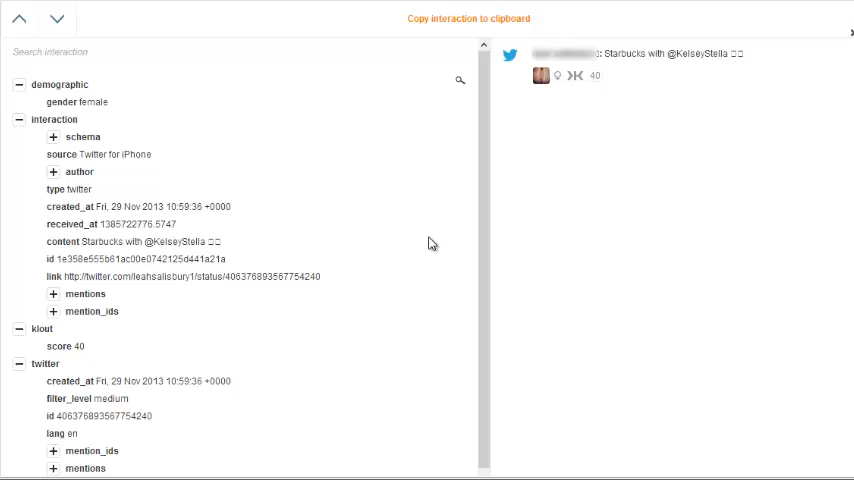 Copy interaction to clipboard
Search interaction
: Starbucks with @KelseyStella
40
demographic
gender female
interaction
schema
source Twitter for iPhone
author
type twitter
created_at Fri, 29 Nov 2013 10:59:36 +0000
received_at 1385722776.5747
content Starbucks with @KelseyStella
id 1e358e555b61ac00e0742125d441a21a
link http://twitter.com/leahsalisbury1/status/406376893567754240
mentions
mention_ids
klout
score 40
twitter
created_at Fri, 29 Nov 2013 10:59:36 +0000
filter_level medium
id 406376893567754240
lang en
mention_ids
mentions